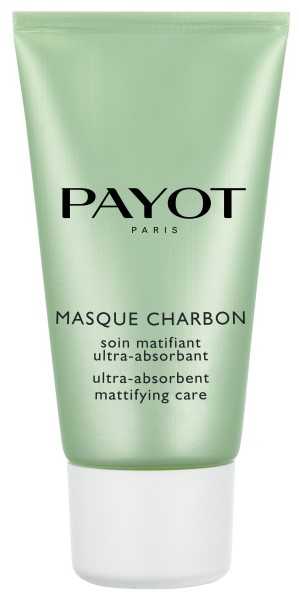 PAYOT
PARIS
MASQUE CHARBON
soin matifiant
ultra-absorbant
ultra-absorbent
mattifying care